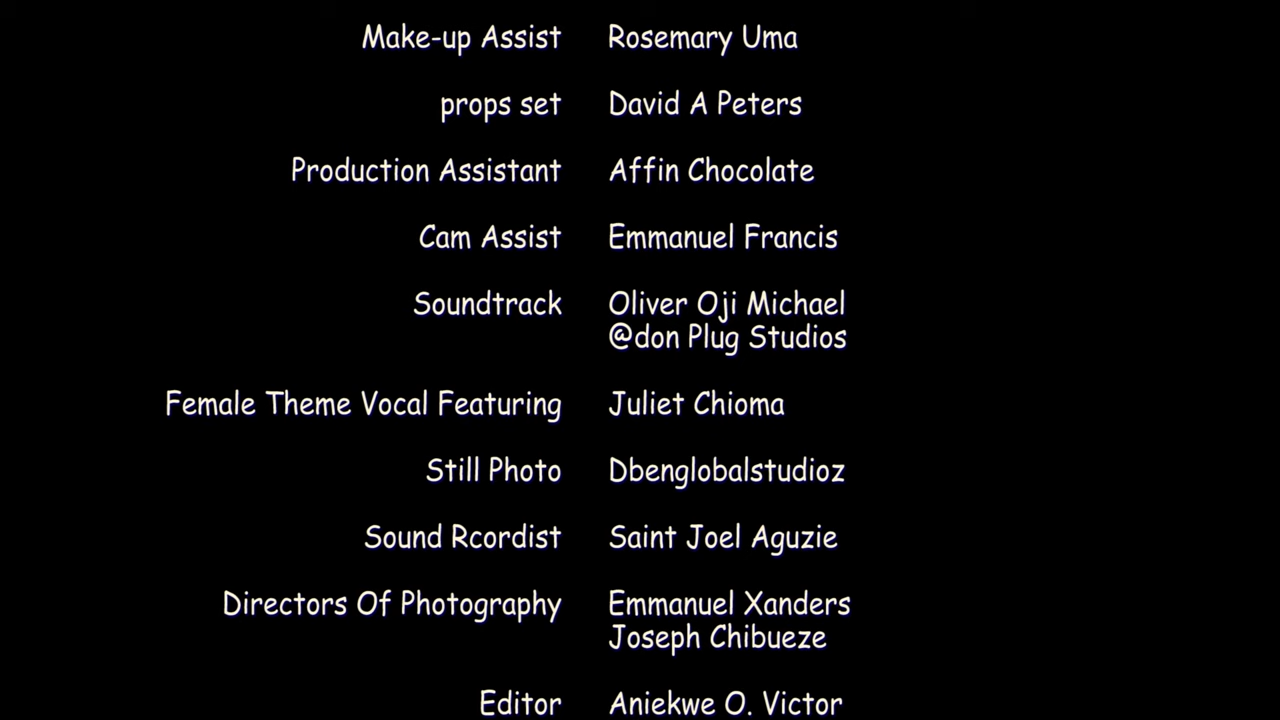 Make-up Assist Rosemary Uma
props set David A Peters
Production Assistant Affin Chocolate
Cam Assist Emmanuel Francis
Soundtrack Oliver Oji Michael
@don Plug Studios
Female Theme Vocal Featuring Juliet Chioma
Still Photo Dbenglobalstudioz
Sound Rcordist Saint Joel Aguzie
Directors Of Photography Emmanuel Xanders
Joseph Chibueze
Editor Aniekwe O. Victor